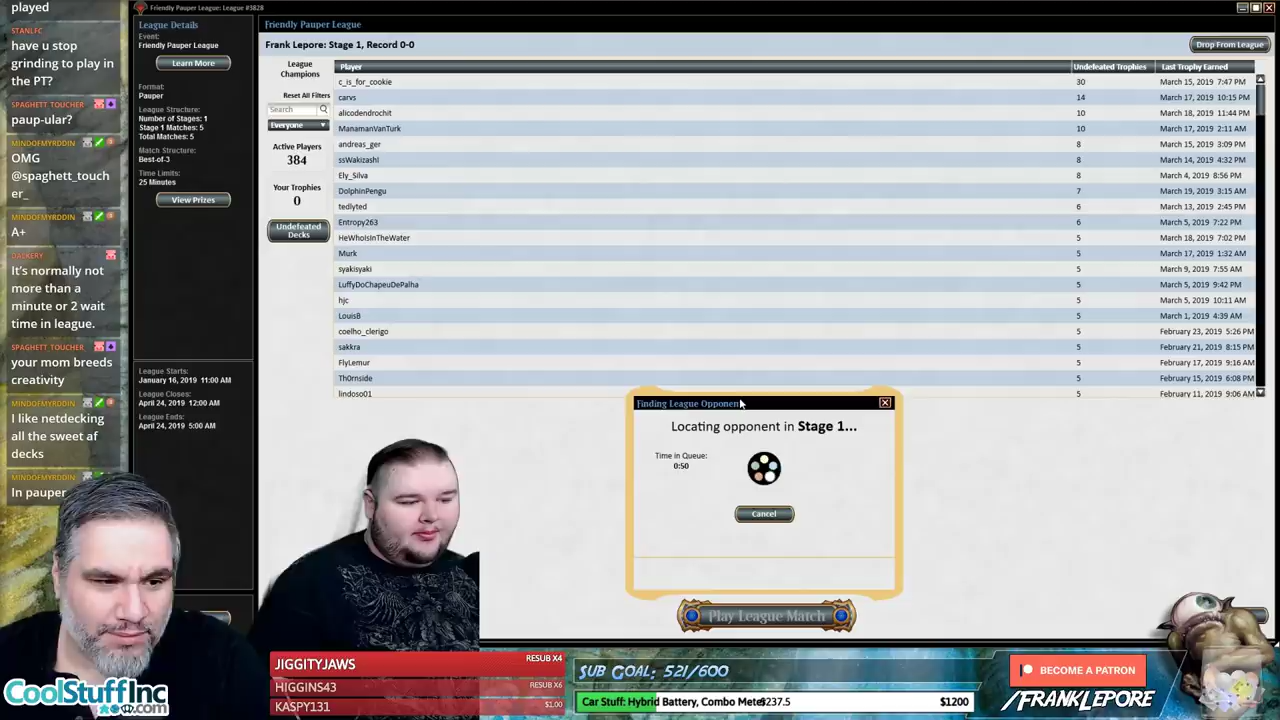 played
STANLFC
have u stop
grinding to play in
the PT?
SPAGHETT_TOUCHER
paup-ular?
MINDOFMYRDDIN
OMG
@spaghett_touch
er_
MINDOFMYRDDIN
A+
DALKERY
It's normally not
more than a
minute or 2 wait
time in league.
SPAGHETT_TOUCHER
your mom breeds
creativity
MINDOFMYRDDIN
I like netdecking
all the sweet af
decks
MINDOFMYRDDIN
In pauper
Friendly Pauper League: League #3828
League Details
Event:
Friendly Pauper League
Learn More
Format:
Pauper
League Structure:
Number of Stages: 1
Stage 1 Matches: 5
Total Matches: 5
Match Structure:
Best-of-3
Time Limits:
25 Minutes
View Prizes
League Starts:
January 16, 2019 11:00 AM
League Closes:
April 24, 2019 12:00 AM
League Ends:
April 24, 2019 5:00 AM
Friendly Pauper League
Frank Lepore: Stage 1, Record 0-0
Drop From League
League
Champions
Reset All Filters
Search
Everyone
Active Players
384
Your Trophies
0
Undefeated
Decks
Player Undefeated Trophies Last Trophy Earned
c_is_for_cookie 30 March 15, 2019 7:47 PM
carvs 14 March 17, 2019 10:15 PM
alicodendrochit 10 March 18, 2019 11:44 PM
ManamanVanTurk 10 March 17, 2019 2:11 AM
andreas_ger 8 March 15, 2019 3:09 PM
ssWakizashI 8 March 14, 2019 4:32 PM
Ely_Silva 8 March 4, 2019 8:56 PM
DolphinPengu 7 March 19, 2019 3:15 AM
tedlyted 6 March 13, 2019 2:45 PM
Entropy263 6 March 5, 2019 7:22 PM
HeWhoIsInTheWater 5 March 18, 2019 7:02 PM
Murk 5 March 17, 2019 1:32 AM
syakisyaki 5 March 9, 2019 7:55 AM
LuffyDoChapeuDePalha 5 March 5, 2019 9:42 PM
hjc 5 March 5, 2019 10:11 AM
LouisB 5 March 1, 2019 4:39 AM
coelho_clerigo 5 February 23, 2019 5:26 PM
sakkra 5 February 21, 2019 8:15 PM
FlyLemur 5 February 17, 2019 9:16 AM
Th0rnside 5 February 15, 2019 6:08 PM
lindoso01 5 February 11, 2019 9:06 AM
Finding League Opponent
Locating opponent in Stage 1...
Time in Queue:
0:50
Cancel
Play League Match
CoolStuffInc
.com
JIGGITYJAWS RESUB X4
HIGGINS43 RESUB X6
KASPY131 $1.00
SUB GOAL: 521/600
Car Stuff: Hybrid Battery, Combo Mete $237.5 $1200
BECOME A PATRON
/FRANKLEPORE